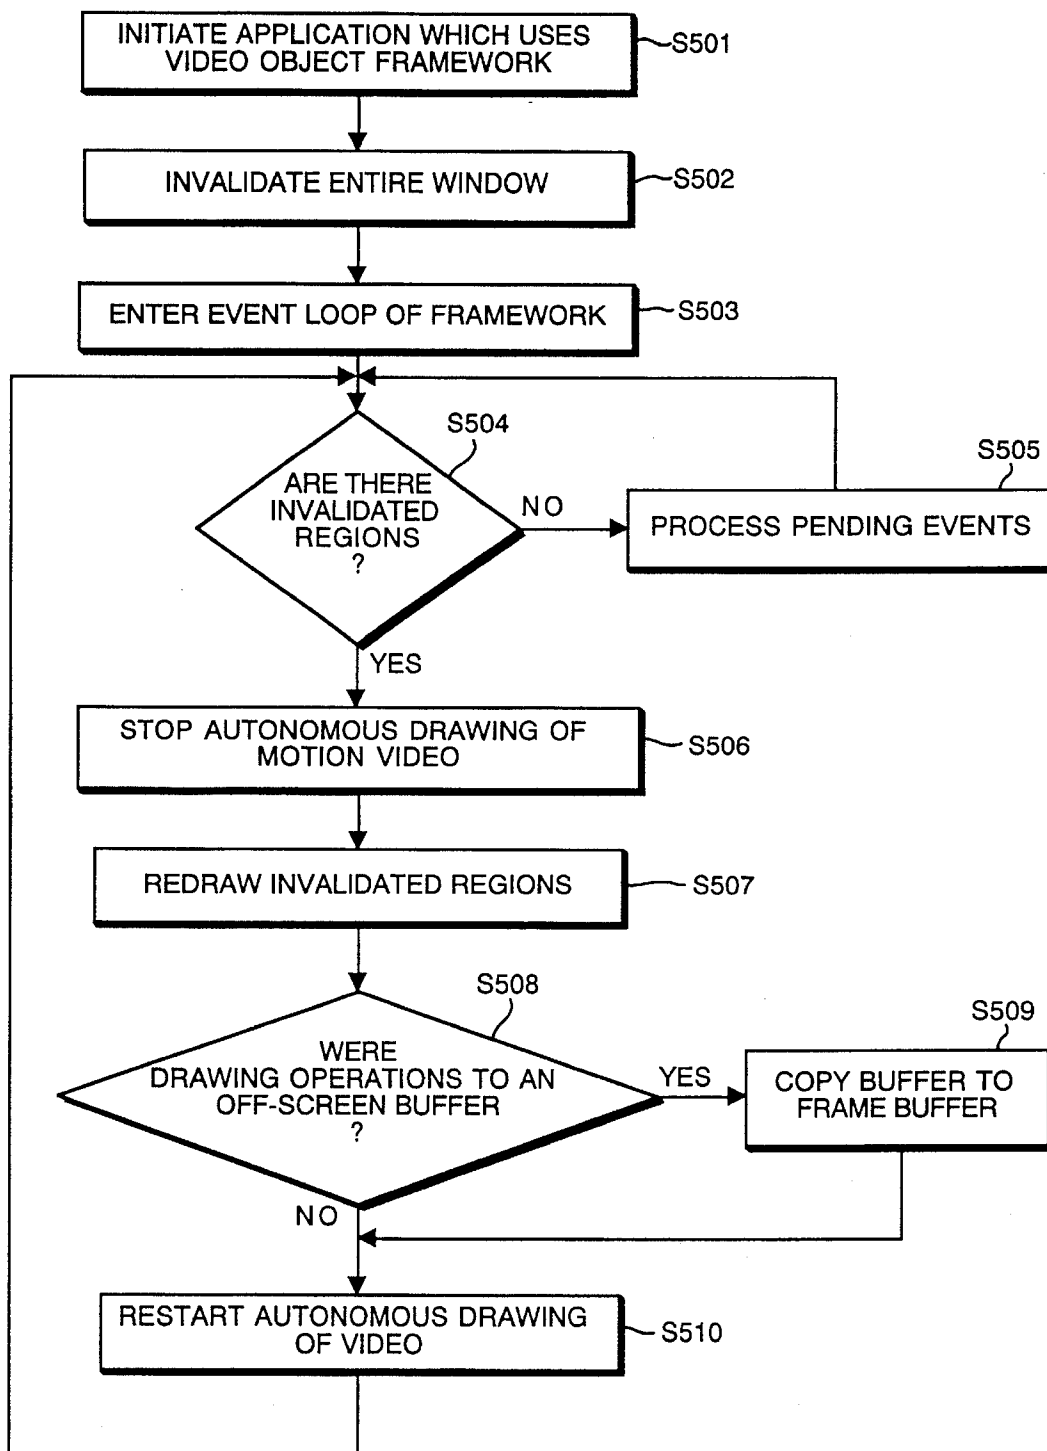 INITIATE APPLICATION WHICH USES
VIDEO OBJECT FRAMEWORK
S501
INVALIDATE ENTIRE WINDOW
S502
ENTER EVENT LOOP OF FRAMEWORK
S503
S504
ARE THERE
INVALIDATED
REGIONS
?
NO
S505
PROCESS PENDING EVENTS
YES
STOP AUTONOMOUS DRAWING OF
MOTION VIDEO
S506
REDRAW INVALIDATED REGIONS
S507
S508
WERE
DRAWING OPERATIONS TO AN
OFF-SCREEN BUFFER
?
YES
S509
COPY BUFFER TO
FRAME BUFFER
NO
RESTART AUTONOMOUS DRAWING
OF VIDEO
S510